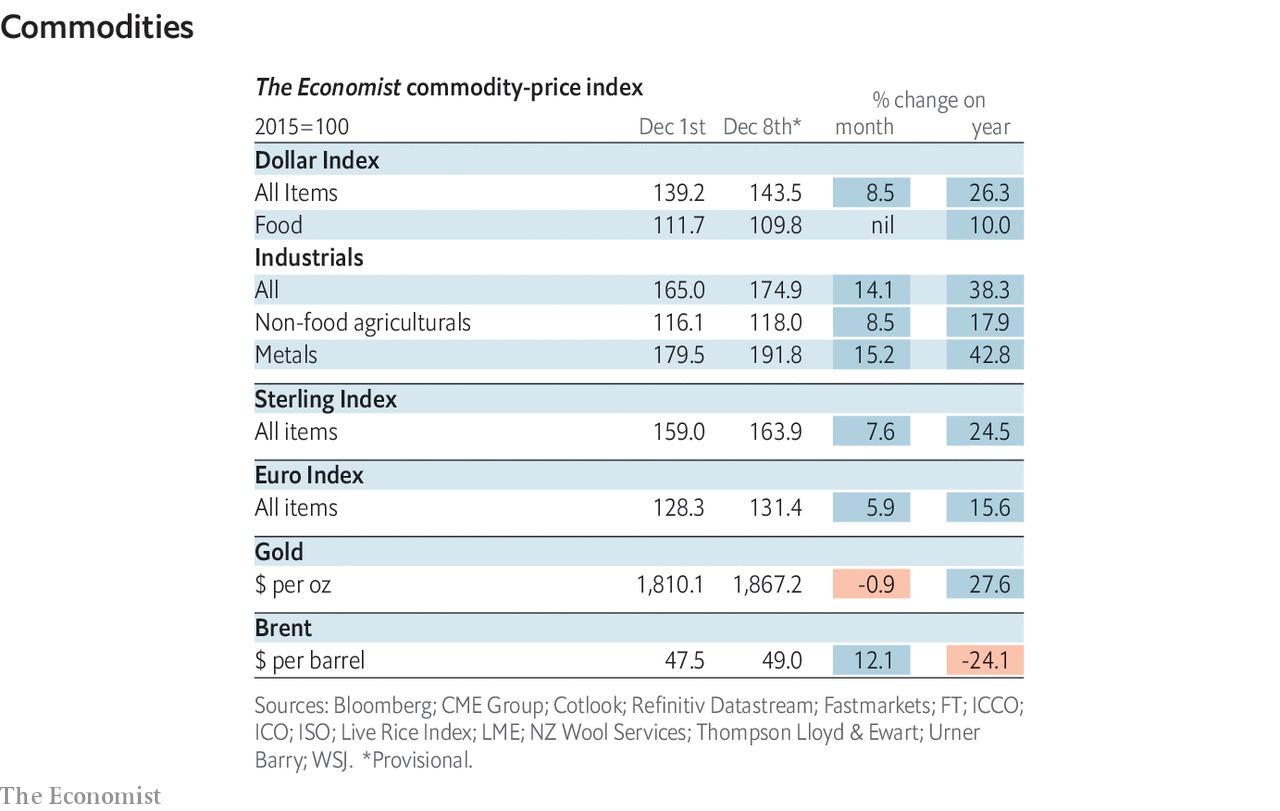 Commodities
The Economist commodity-price index
% change on
2015=100 Dec 1st Dec 8th* month year
Dollar Index
All Items 139.2 143.5 8.5 26.3
Food 111.7 109.8 nil 10.0
Industrials
All 165.0 174.9 14.1 38.3
Non-food agriculturals 116.1 118.0 8.5 17.9
Metals 179.5 191.8 15.2 42.8
Sterling Index
All items 159.0 163.9 7.6 24.5
Euro Index
All items 128.3 131.4 5.9 15.6
Gold
$ per oz 1,810.1 1,867.2 -0.9 27.6
Brent
$ per barrel 47.5 49.0 12.1 -24.1
Sources: Bloomberg; CME Group; Cotlook; Refinitiv Datastream; Fastmarkets; FT; ICCO;
ICO; ISO; Live Rice Index; LME; NZ Wool Services; Thompson Lloyd & Ewart; Urner
Barry; WSJ. *Provisional.
The Economist